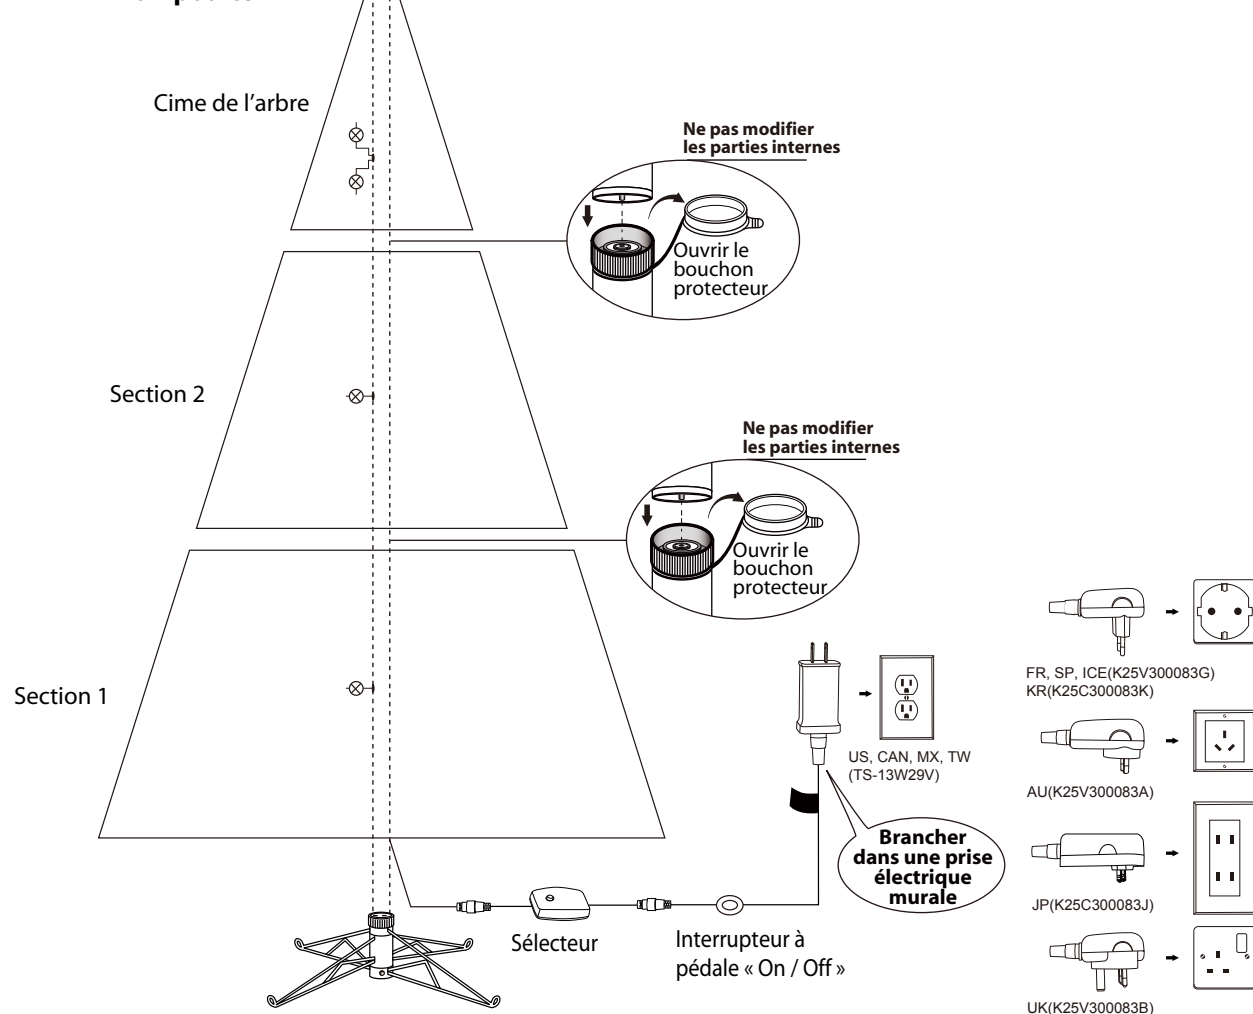 Cime de l'arbre
Ne pas modifier
les parties internes
Ouvrir le
bouchon
protecteur
Section 2
Ne pas modifier
les parties internes
Ouvrir le
bouchon
protecteur
Section 1
US, CAN, MX, TW
(TS-13W29V)
Brancher
dans une prise
électrique
murale
Sélecteur
Interrupteur à
pédale « On / Off »
FR, SP, ICE(K25V300083G)
KR(K25C300083K)
AU(K25V300083A)
JP(K25C300083J)
UK(K25V300083B)